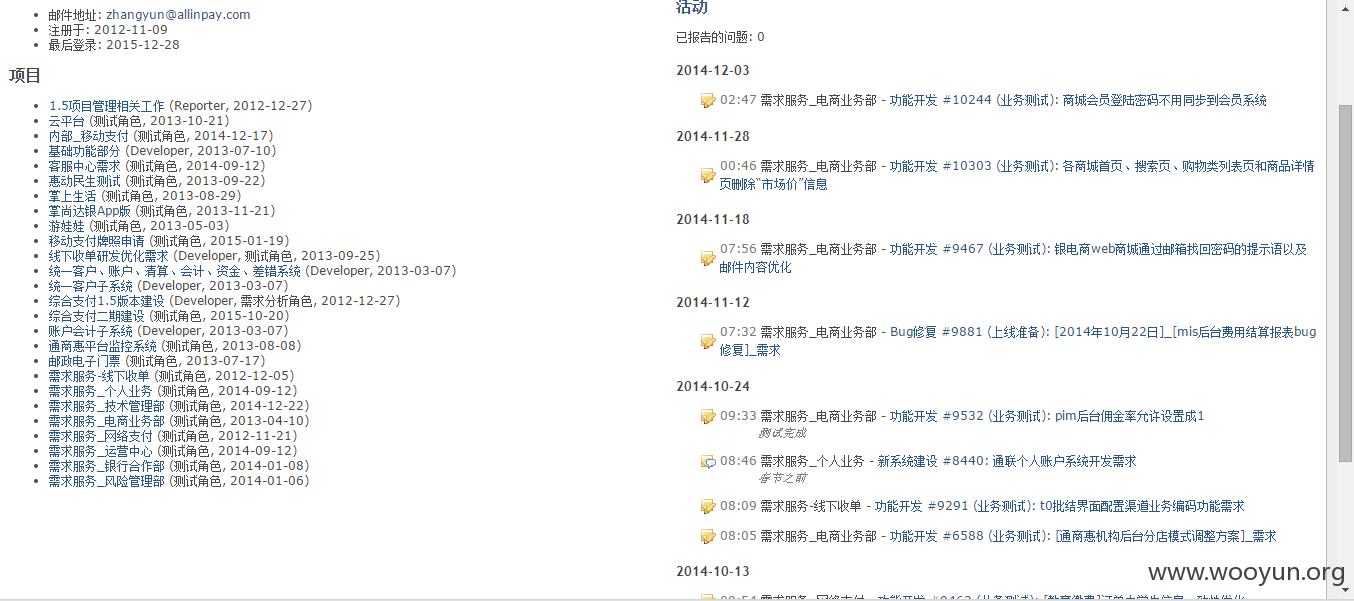 邮件地址: zhangyun@allinpay.com
注册于: 2012-11-09
最后登录: 2015-12-28
项目
1.5项目管理相关工作 (Reporter, 2012-12-27)
云平台 (测试角色, 2013-10-21)
内部_移动支付 (测试角色, 2014-12-17)
基础功能部分 (Developer, 2013-07-10)
客服中心需求 (测试角色, 2014-09-12)
惠动民生测试 (测试角色, 2013-09-22)
掌上生活 (测试角色, 2013-08-29)
掌尚达银App版 (测试角色, 2013-11-21)
游娃娃 (测试角色, 2013-05-03)
移动支付牌照申请 (测试角色, 2015-01-19)
线下收单研发优化需求 (Developer, 测试角色, 2013-09-25)
统一客户、账户、清算、会计、资金、差错系统 (Developer, 2013-03-07)
统一客户子系统 (Developer, 2013-03-07)
综合支付1.5版本建设 (Developer, 需求分析角色, 2012-12-27)
综合支付二期建设 (测试角色, 2015-10-20)
账户会计子系统 (Developer, 2013-03-07)
通商惠平台监控系统 (测试角色, 2013-08-08)
邮政电子门票 (测试角色, 2013-07-17)
需求服务-线下收单 (测试角色, 2012-12-05)
需求服务_个人业务 (测试角色, 2014-09-12)
需求服务_技术管理部 (测试角色, 2014-12-22)
需求服务_电商业务部 (测试角色, 2013-04-10)
需求服务_网络支付 (测试角色, 2012-11-21)
需求服务_运营中心 (测试角色, 2014-09-12)
需求服务_银行合作部 (测试角色, 2014-01-08)
需求服务_风险管理部 (测试角色, 2014-01-06)
活动
已报告的问题: 0
2014-12-03
02:47 需求服务_电商业务部 - 功能开发 #10244 (业务测试): 商城会员登陆密码不用同步到会员系统
2014-11-28
00:46 需求服务_电商业务部 - 功能开发 #10303 (业务测试): 各商城首页、搜索页、购物类列表页和商品详情
页删除“市场价”信息
2014-11-18
07:56 需求服务_电商业务部 - 功能开发 #9467 (业务测试): 银电商web商城通过邮箱找回密码的提示语以及
邮件内容优化
2014-11-12
07:32 需求服务_电商业务部 - Bug修复 #9881 (上线准备): [2014年10月22日]_[mis后台费用结算报表bug
修复]_需求
2014-10-24
09:33 需求服务_电商业务部 - 功能开发 #9532 (业务测试): pim后台佣金率允许设置成1
测试完成
08:46 需求服务_个人业务 - 新系统建设 #8440: 通联个人账户系统开发需求
春节之前
08:09 需求服务-线下收单 - 功能开发 #9291 (业务测试): t0批结界面配置渠道业务编码功能需求
08:05 需求服务_电商业务部 - 功能开发 #6588 (业务测试): [通商惠机构后台分店模式调整方案]_需求
2014-10-13
www.wooyun.org